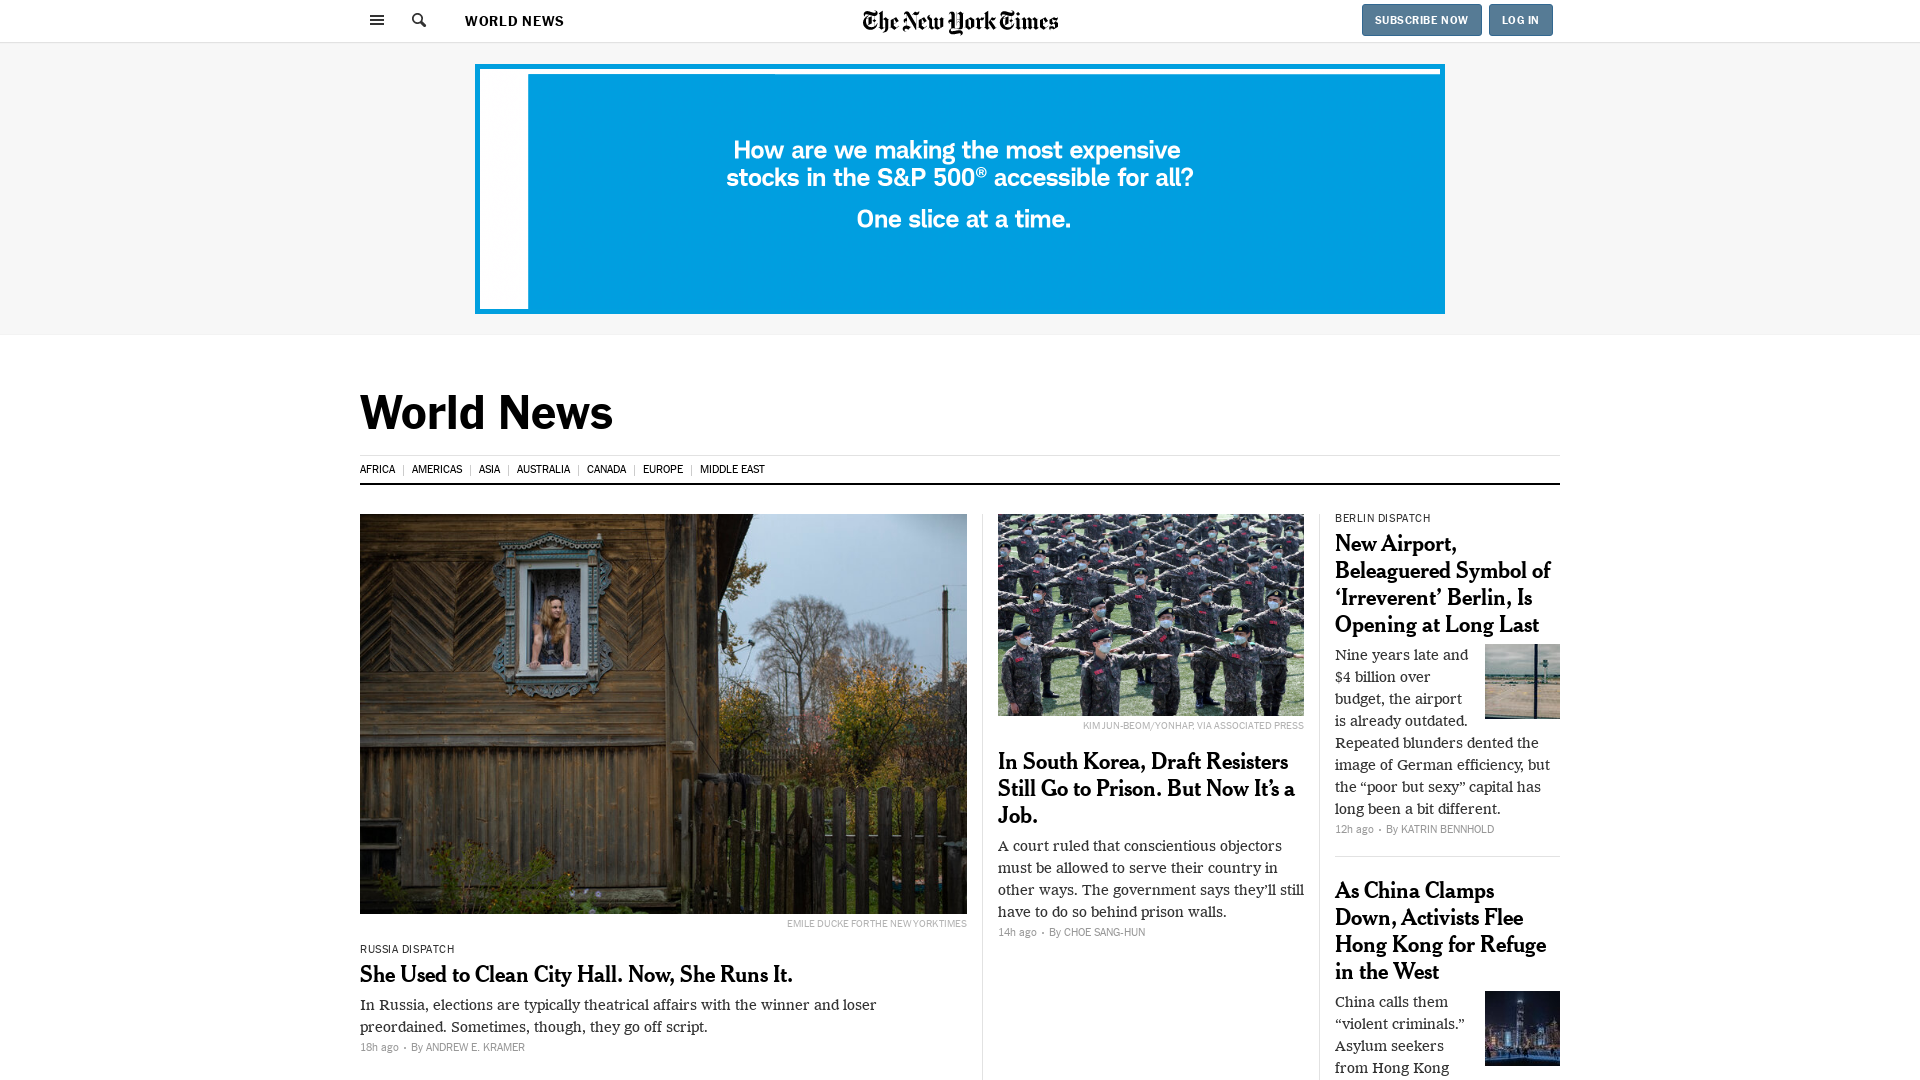 WORLD NEWS
The New York Times
SUBSCRIBE NOW
LOG IN
How are we making the most expensive
stocks in the S&P 500® accessible for all?
One slice at a time.
World News
AFRICA
AMERICAS
ASIA
AUSTRALIA
CANADA
EUROPE
MIDDLE EAST
EMILE DUCKE FOR THE NEW YORK TIMES
RUSSIA DISPATCH
She Used to Clean City Hall. Now, She Runs It.
In Russia, elections are typically theatrical affairs with the winner and loser
preordained. Sometimes, though, they go off script.
18h ago • By ANDREW E. KRAMER
KIM JUN-BEOM/YONHAP, VIA ASSOCIATED PRESS
In South Korea, Draft Resisters
Still Go to Prison. But Now It’s a
Job.
A court ruled that conscientious objectors
must be allowed to serve their country in
other ways. The government says they’ll still
have to do so behind prison walls.
14h ago • By CHOE SANG-HUN
BERLIN DISPATCH
New Airport,
Beleaguered Symbol of
‘Irreverent’ Berlin, Is
Opening at Long Last
Nine years late and
$4 billion over
budget, the airport
is already outdated.
Repeated blunders dented the
image of German efficiency, but
the “poor but sexy” capital has
long been a bit different.
12h ago • By KATRIN BENNHOLD
As China Clamps
Down, Activists Flee
Hong Kong for Refuge
in the West
China calls them
“violent criminals.”
Asylum seekers
from Hong Kong